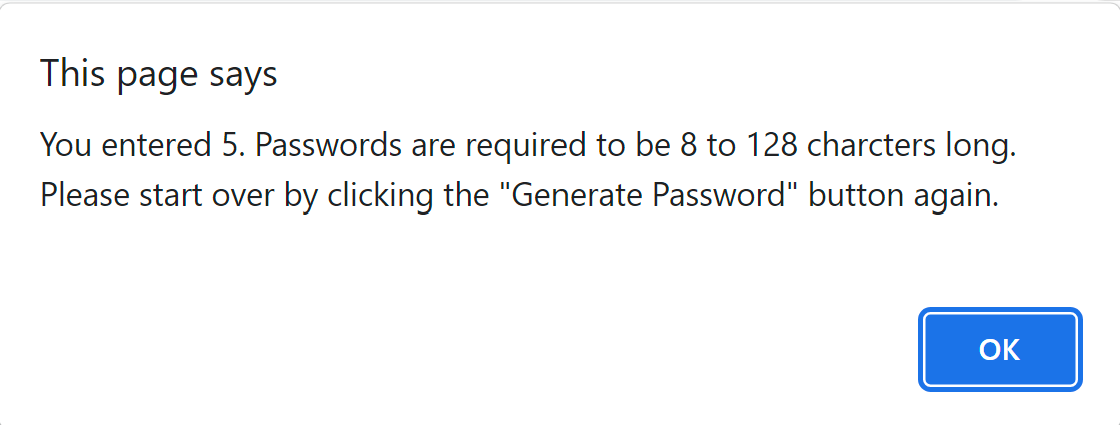 This page says
You entered 5. Passwords are required to be 8 to 128 charcters long.
Please start over by clicking the "Generate Password" button again.
OK